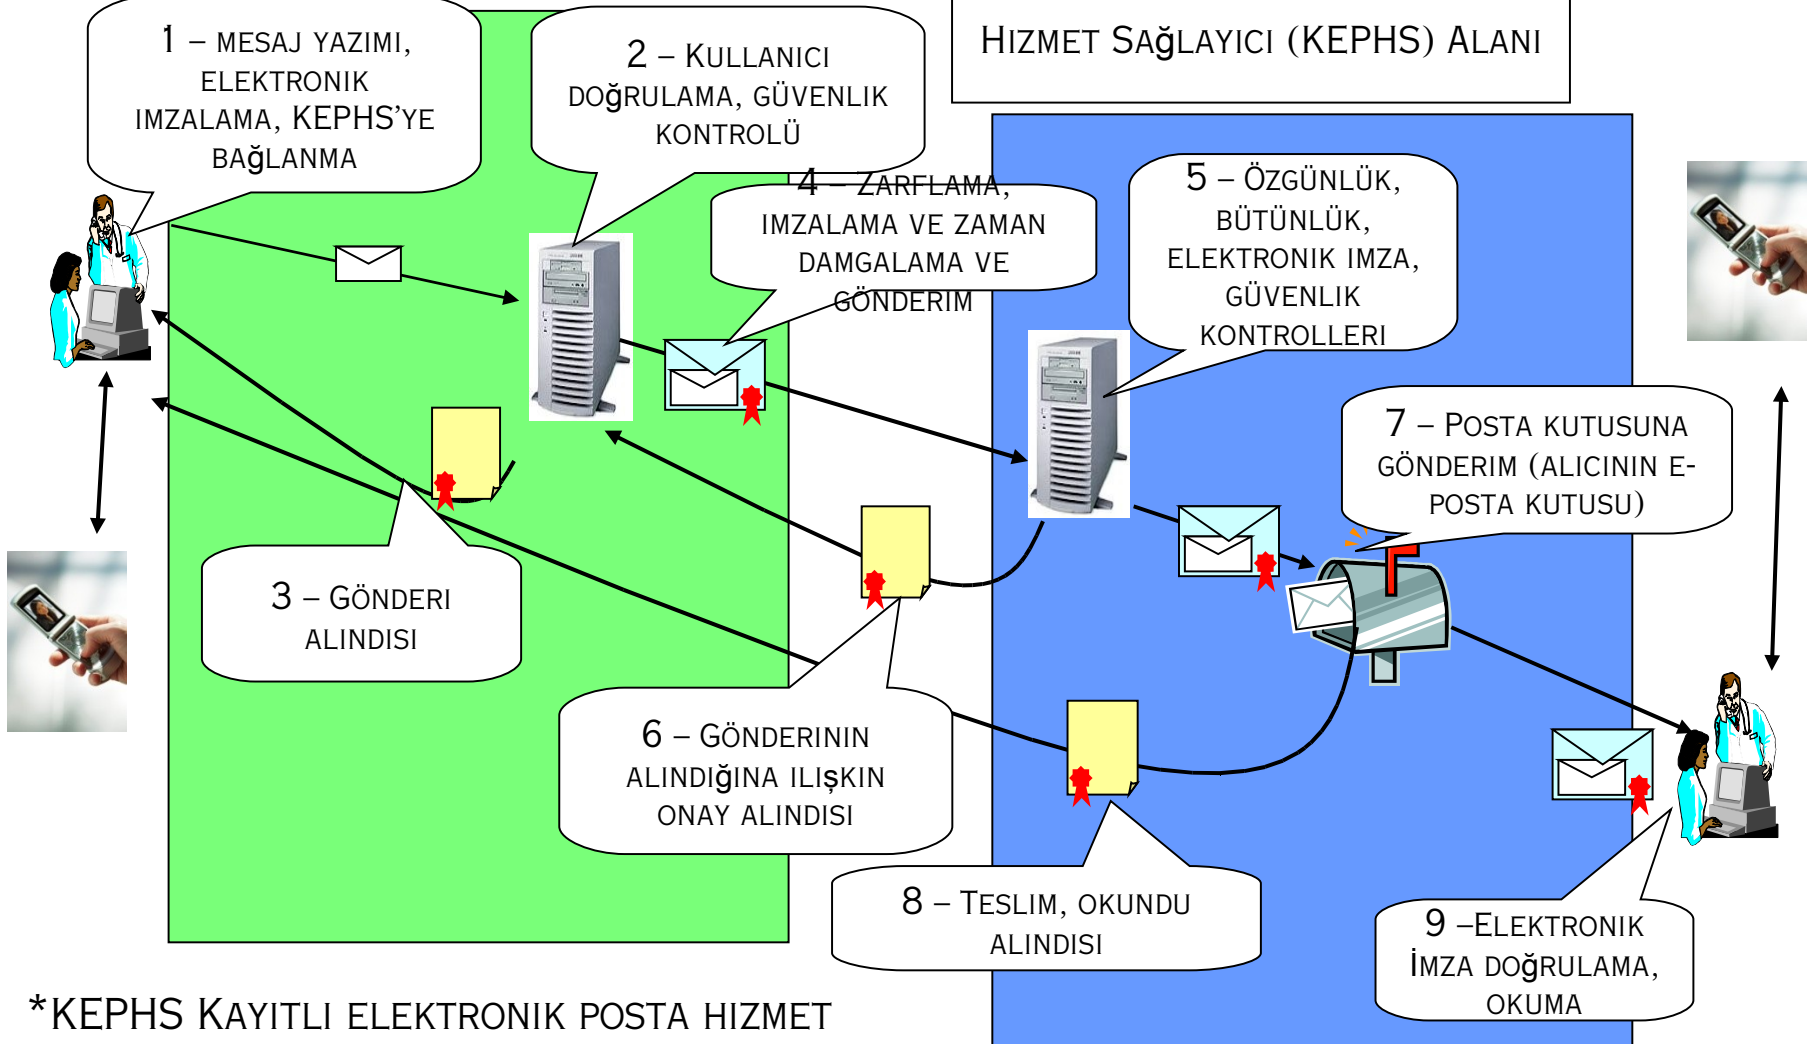 1 – MESAJ YAZIMI,
ELEKTRONIK
IMZALAMA, KEPHS'YE
BAĞLANMA
2 – KULLANICI
DOĞRULAMA, GÜVENLIK
KONTROLÜ
HIZMET SAĞLAYICI (KEPHS) ALANI
4 – ZARFLAMA,
IMZALAMA VE ZAMAN
DAMGALAMA VE
GÖNDERIM
5 – ÖZGÜNLÜK,
BÜTÜNLÜK,
ELEKTRONIK IMZA,
GÜVENLIK
KONTROLLERI
7 – POSTA KUTUSUNA
GÖNDERIM (ALICININ E-
POSTA KUTUSU)
3 – GÖNDERI
ALINDISI
6 – GÖNDERININ
ALINDIĞINA ILIŞKIN
ONAY ALINDISI
8 – TESLIM, OKUNDU
ALINDISI
9 –ELEKTRONIK
İMZA DOĞRULAMA,
OKUMA
*KEPHS KAYITLI ELEKTRONIK POSTA HIZMET